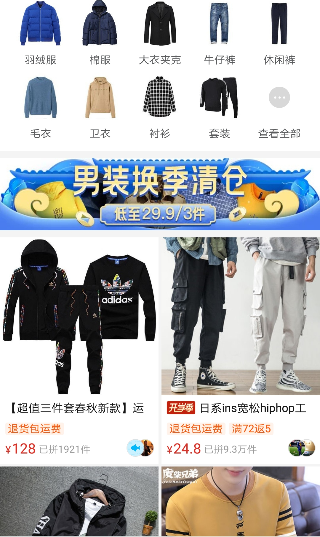 羽绒服 棉服 大衣夹克 牛仔裤 休闲裤
毛衣 卫衣 衬衫 套装 查看全部
男装换季清仓
低至29.9/3件
adidas
【超值三件套春秋新款】运
退货包运费
¥128 已拼1921件
开学季 日系ins宽松hiphop工
退货包运费 满72返5
¥24.8 已拼9.3万件